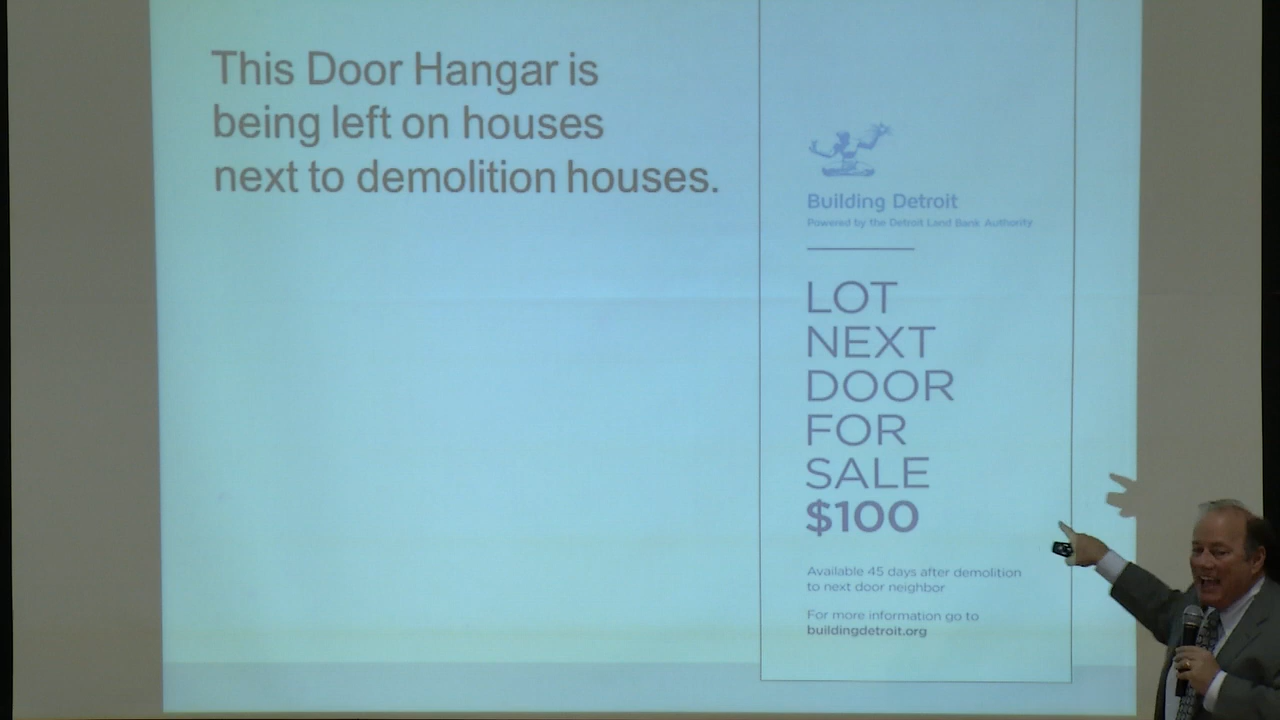 This Door Hangar is
being left on houses
next to demolition houses.
Building Detroit
Powered by the Detroit Land Bank Authority
LOT
NEXT
DOOR
FOR
SALE
$100
Available 45 days after demolition
to next door neighbor
For more information go to
buildingdetroit.org